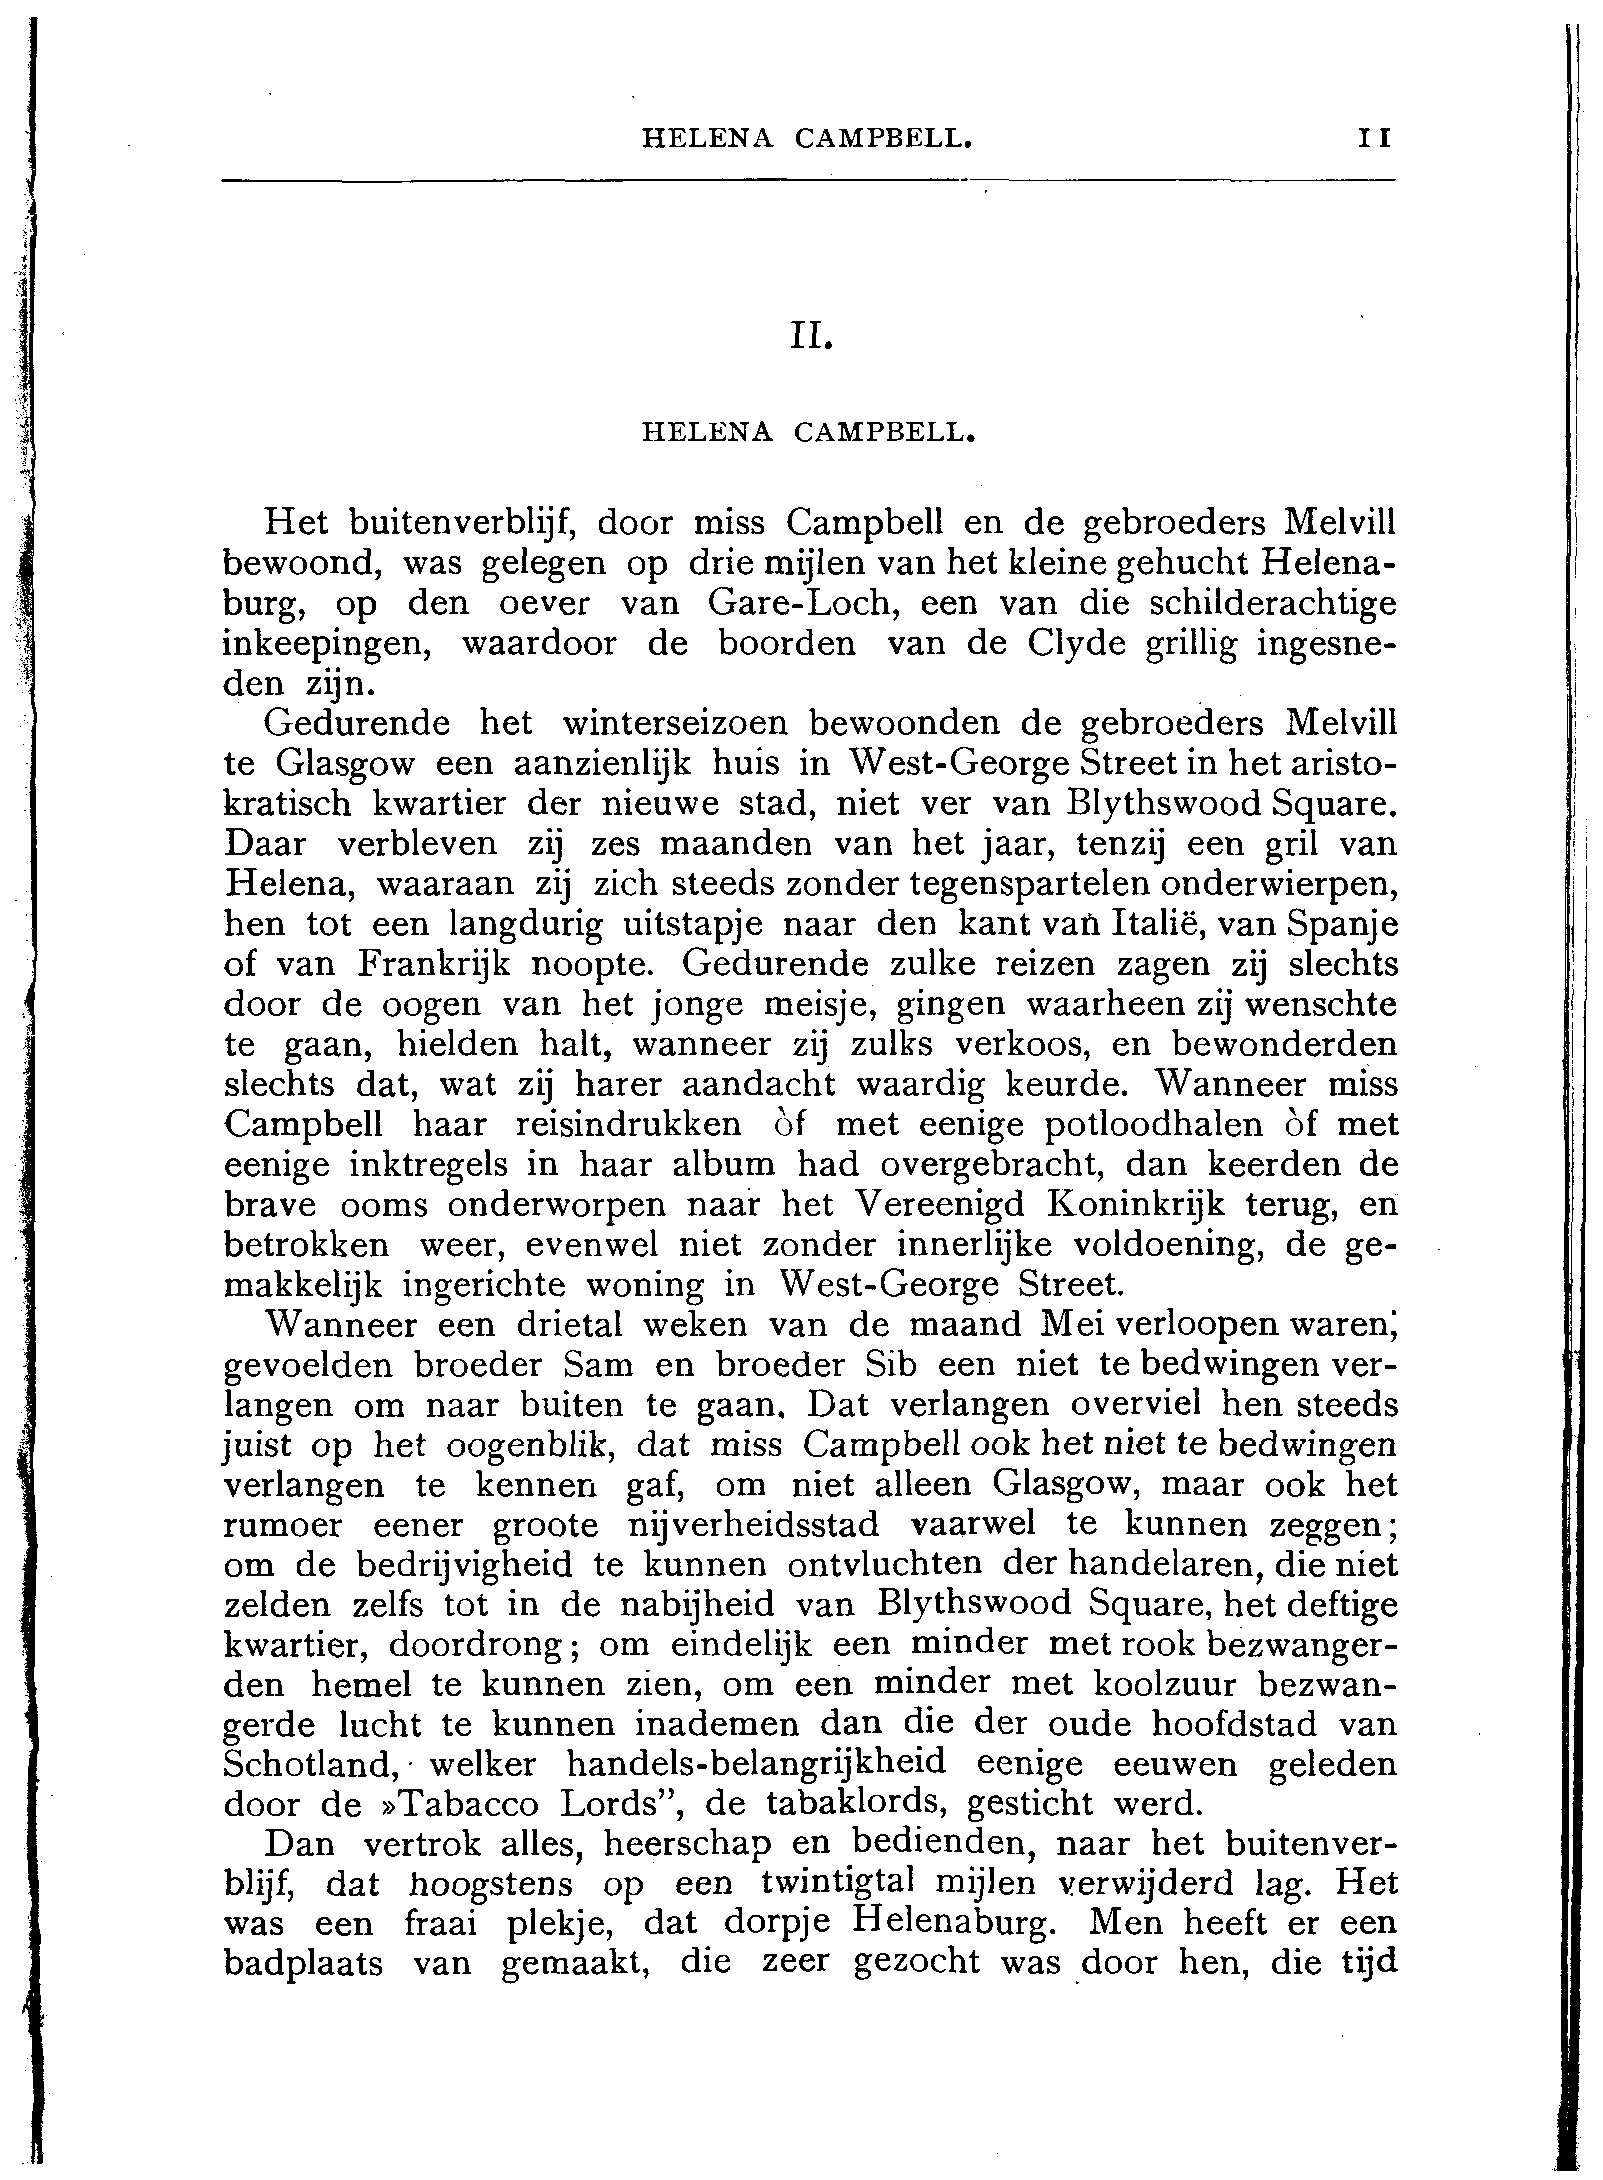 HELENA CAMPBELL. 11
II.
HELENA CAMPBELL.
Het buitenverblijf, door miss Campbell en de gebroeders Melvill
bewoond, was gelegen op drie mijlen van het kleine gehucht Helena-
burg, op den oever van Gare-Loch, een van die schilderachtige
inkeepingen, waardoor de boorden van de Clyde grillig ingesne-
den zijn.
Gedurende het winterseizoen bewoonden de gebroeders Melvill
te Glasgow een aanzienlijk huis in West-George Street in het aristo-
kratisch kwartier der nieuwe stad, niet ver van Blythswood Square.
Daar verbleven zij zes maanden van het jaar, tenzij een gril van
Helena, waaraan zij zich steeds zonder tegenspartelen onderwierpen,
hen tot een langdurig uitstapje naar den kant van Italië, van Spanje
of van Frankrijk noopte. Gedurende zulke reizen zagen zij slechts
door de oogen van het jonge meisje, gingen waarheen zij wenschte
te gaan, hielden halt, wanneer zij zulks verkoos, en bewonderden
slechts dat, wat zij harer aandacht waardig keurde. Wanneer miss
Campbell haar reisindrukken òf met eenige potloodhalen òf met
eenige inktregels in haar album had overgebracht, dan keerden de
brave ooms onderworpen naar het Vereenigd Koninkrijk terug, en
betrokken weer, evenwel niet zonder innerlijke voldoening, de ge-
makkelijk ingerichte woning in West-George Street.
Wanneer een drietal weken van de maand Mei verloopen waren,
gevoelden broeder Sam en broeder Sib een niet te bedwingen ver-
langen om naar buiten te gaan. Dat verlangen overviel hen steeds
juist op het oogenblik, dat miss Campbell ook het niet te bedwingen
verlangen te kennen gaf, om niet alleen Glasgow, maar ook het
rumoer eener groote nijverheidsstad vaarwel te kunnen zeggen;
om de bedrijvigheid te kunnen ontvluchten der handelaren, die niet
zelden zelfs tot in de nabijheid van Blythswood Square, het deftige
kwartier, doordrong; om eindelijk een minder met rook bezwanger-
den hemel te kunnen zien, om een minder met koolzuur bezwan-
gerde lucht te kunnen inademen dan die der oude hoofdstad van
Schotland, welker handels-belangrijkheid eenige eeuwen geleden
door de »Tabacco Lords”, de tabaklords, gesticht werd.
Dan vertrok alles, heerschap en bedienden, naar het buitenver-
blijf, dat hoogstens op een twintigtal mijlen verwijderd lag. Het
was een fraai plekje, dat dorpje Helenaburg. Men heeft er een
badplaats van gemaakt, die zeer gezocht was door hen, die tijd